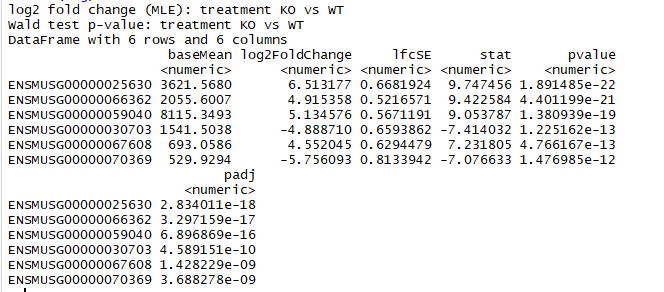 log2 fold change (MLE): treatment KO vs WT
Wald test p-value: treatment KO vs WT
DataFrame with 6 rows and 6 columns
baseMean log2FoldChange lfcSE stat pvalue
<numeric> <numeric> <numeric> <numeric> <numeric>
ENSMUSG00000025630 3621.5680 6.513177 0.6681924 9.747456 1.891485e-22
ENSMUSG00000066362 2055.6007 4.915358 0.5216571 9.422584 4.401199e-21
ENSMUSG00000059040 8115.3493 5.134576 0.5671191 9.053787 1.380939e-19
ENSMUSG00000030703 1541.5038 -4.888710 0.6593862 -7.414032 1.225162e-13
ENSMUSG00000067608 693.0586 4.552045 0.6294479 7.231805 4.766167e-13
ENSMUSG00000070369 529.9294 -5.756093 0.8133942 -7.076633 1.476985e-12
padj
<numeric>
ENSMUSG00000025630 2.834011e-18
ENSMUSG00000066362 3.297159e-17
ENSMUSG00000059040 6.896869e-16
ENSMUSG00000030703 4.589151e-10
ENSMUSG00000067608 1.428229e-09
ENSMUSG00000070369 3.688278e-09